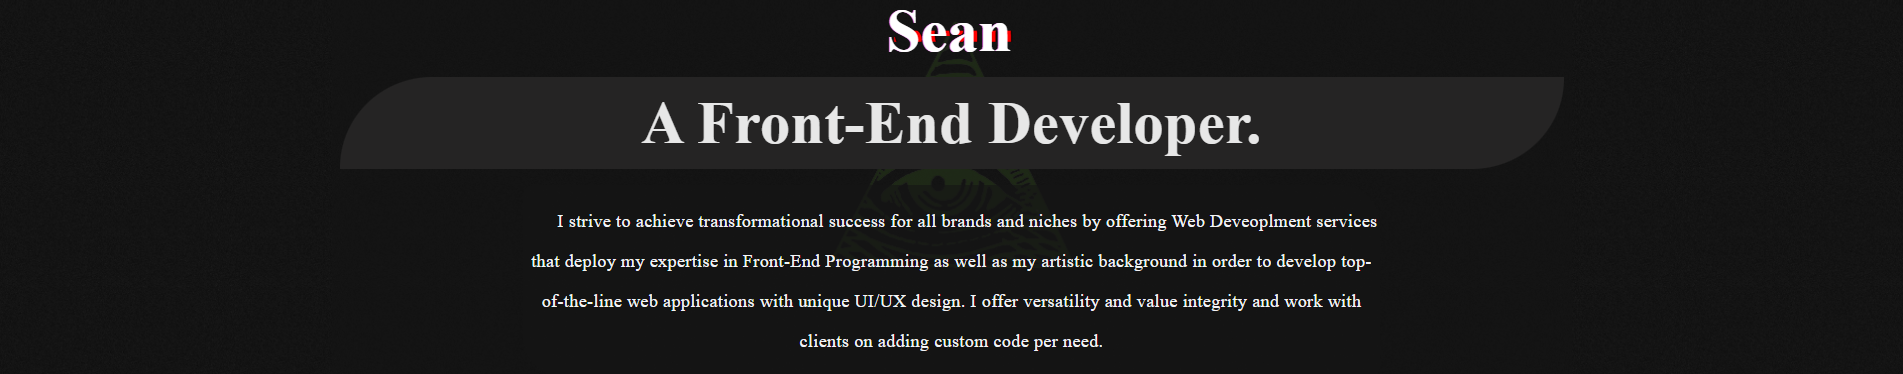 Sean
A Front-End Developer.
I strive to achieve transformational success for all brands and niches by offering Web Deveoplment services
that deploy my expertise in Front-End Programming as well as my artistic background in order to develop top-
of-the-line web applications with unique UI/UX design. I offer versatility and value integrity and work with
clients on adding custom code per need.